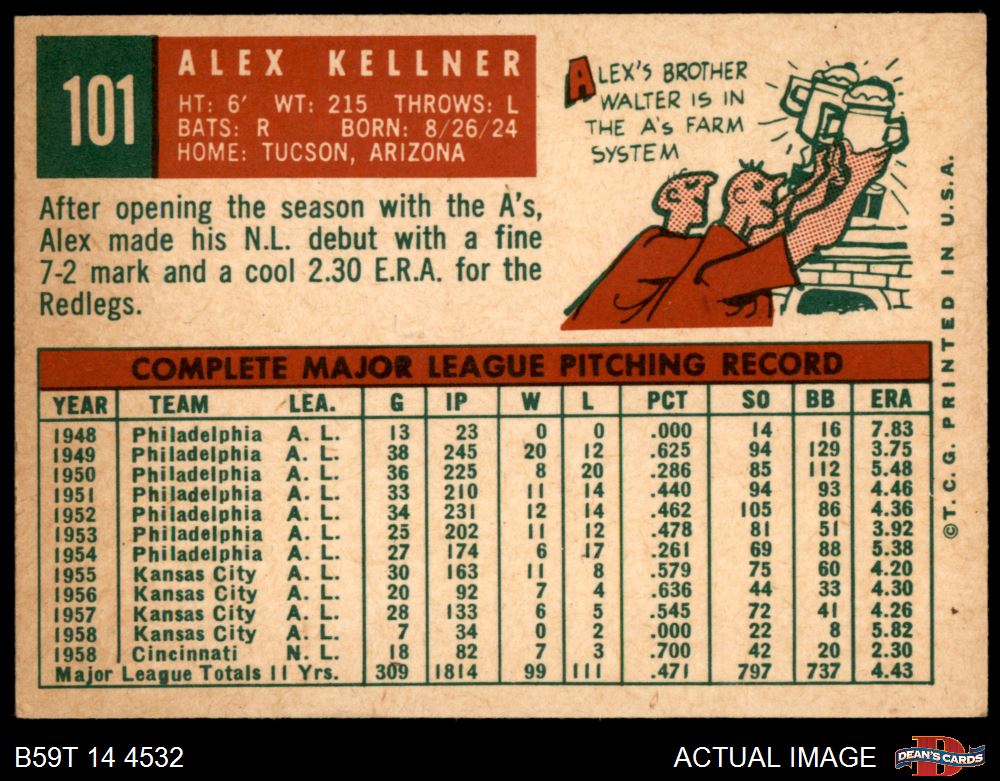 101
ALEX KELLNER
HT: 6' WT: 215 THROWS: L
BATS: R BORN: 8/26/24
HOME: TUCSON, ARIZONA
After opening the season with the A's,
Alex made his N.L. debut with a fine
7-2 mark and a cool 2.30 E.R.A. for the
Redlegs.
ALEX'S BROTHER
WALTER IS IN
THE A'S FARM
SYSTEM
COMPLETE MAJOR LEAGUE PITCHING RECORD
YEAR TEAM LEA. G IP W L PCT SO BB ERA
1948 Philadelphia A. L. 13 23 0 0 .000 14 16 7.83
1949 Philadelphia A. L. 38 245 20 12 .625 94 129 3.75
1950 Philadelphia A. L. 36 225 8 20 .286 85 112 5.48
1951 Philadelphia A. L. 33 210 11 14 .440 94 93 4.46
1952 Philadelphia A. L. 34 231 12 14 .462 105 86 4.36
1953 Philadelphia A. L. 25 202 11 12 .478 81 51 3.92
1954 Philadelphia A. L. 27 174 6 17 .261 69 88 5.38
1955 Kansas City A. L. 30 163 11 8 .579 75 60 4.20
1956 Kansas City A. L. 20 92 7 4 .636 44 33 4.30
1957 Kansas City A. L. 28 133 6 5 .545 72 41 4.26
1958 Kansas City A. L. 7 34 0 2 .000 22 8 5.82
1958 Cincinnati N. L. 18 82 7 3 .700 42 20 2.30
Major League Totals 11 Yrs. 309 1814 99 111 .471 797 737 4.43
©T.C.G. PRINTED IN U.S.A.
B59T 14 4532
ACTUAL IMAGE
D
DEAN'S CARDS